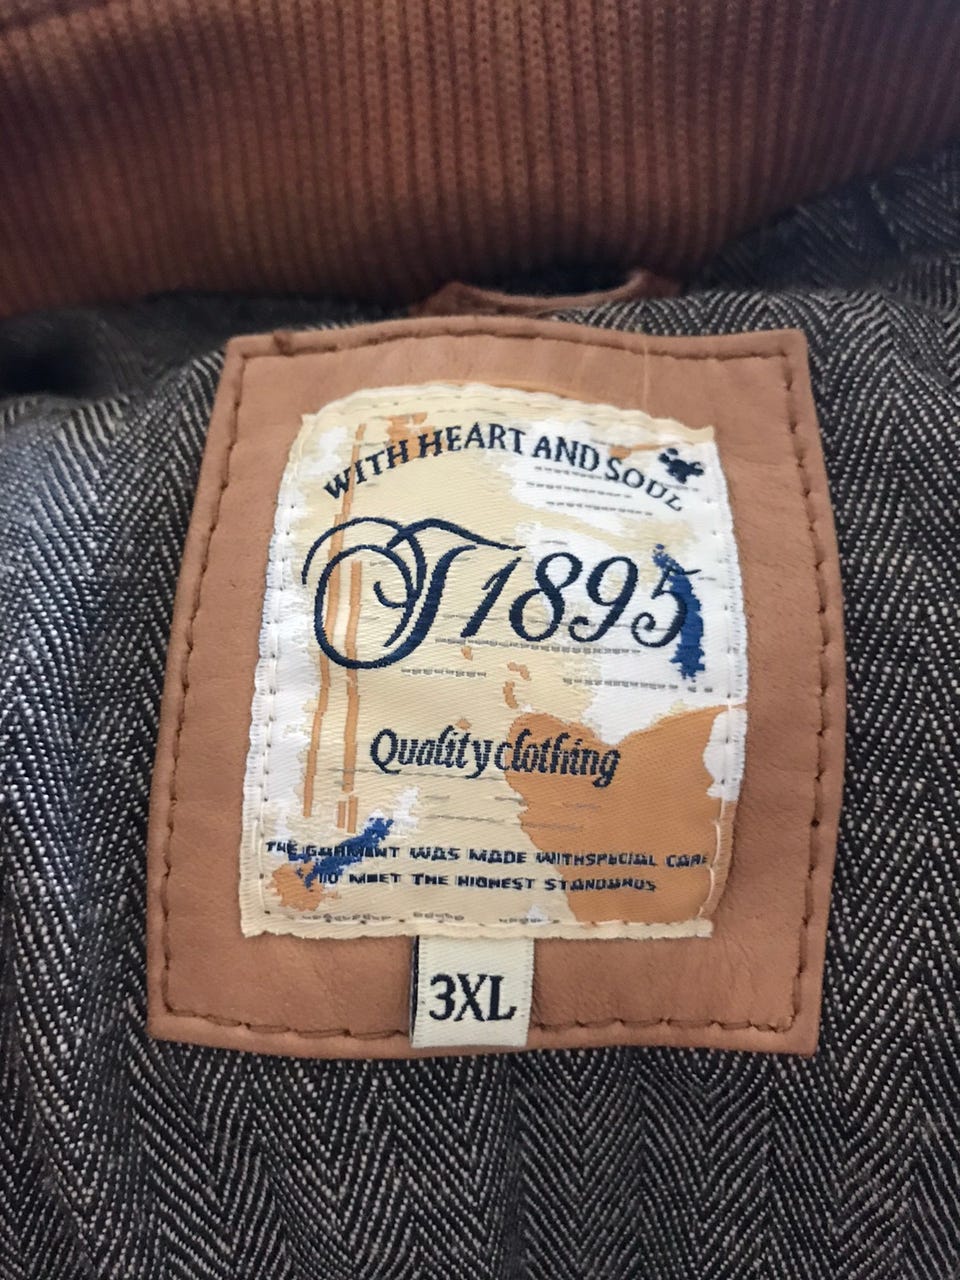 WITH HEART AND SOUL
T1895
Quality clothing
THE GARMENT WAS MADE WITHSPECIAL CARE
TO MEET THE HIGHEST STANDARDS
3XL